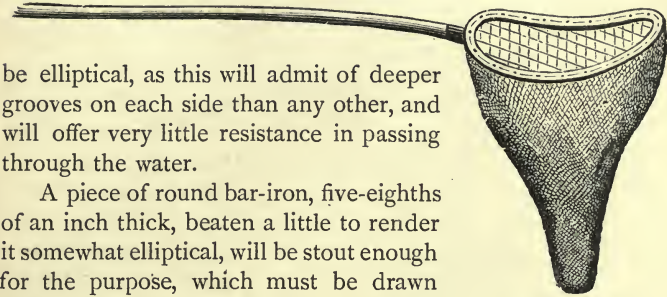 be elliptical, as this will admit of deeper
grooves on each side than any other, and
will offer very little resistance in passing
through the water.
A piece of round bar-iron, five-eighths
of an inch thick, beaten a little to render
it somewhat elliptical, will be stout enough
for the purpose, which must be drawn